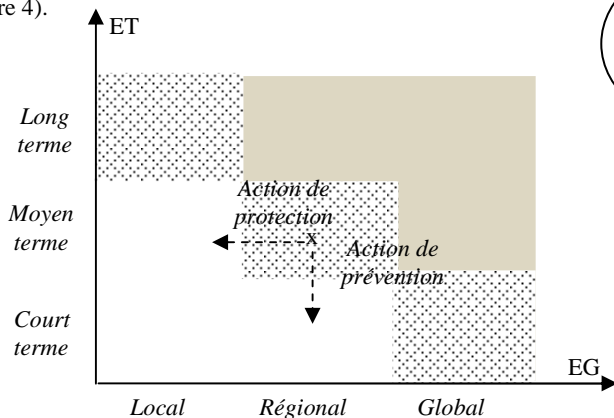 re 4).
ET
Long
terme
Action de
protection
Moyen
terme
x
Action de
prévention
Court
terme
EG
Local Régional Global